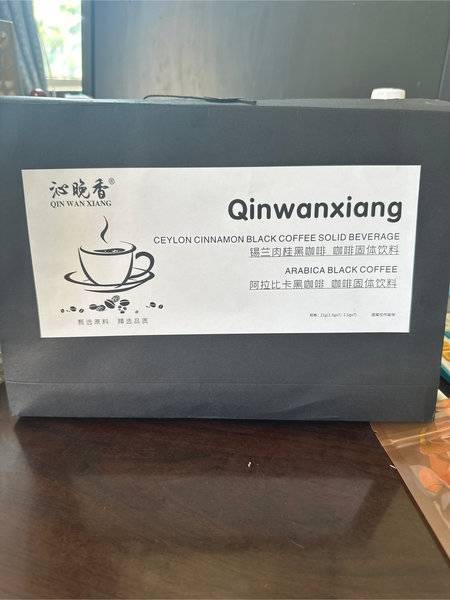 沁晚香®
QIN WAN XIANG
Qinwanxiang
CEYLON CINNAMON BLACK COFFEE SOLID BEVERAGE
锡兰肉桂黑咖啡 咖啡固体饮料
ARABICA BLACK COFFEE
阿拉比卡黑咖啡 咖啡固体饮料
甄选原料 臻选品质